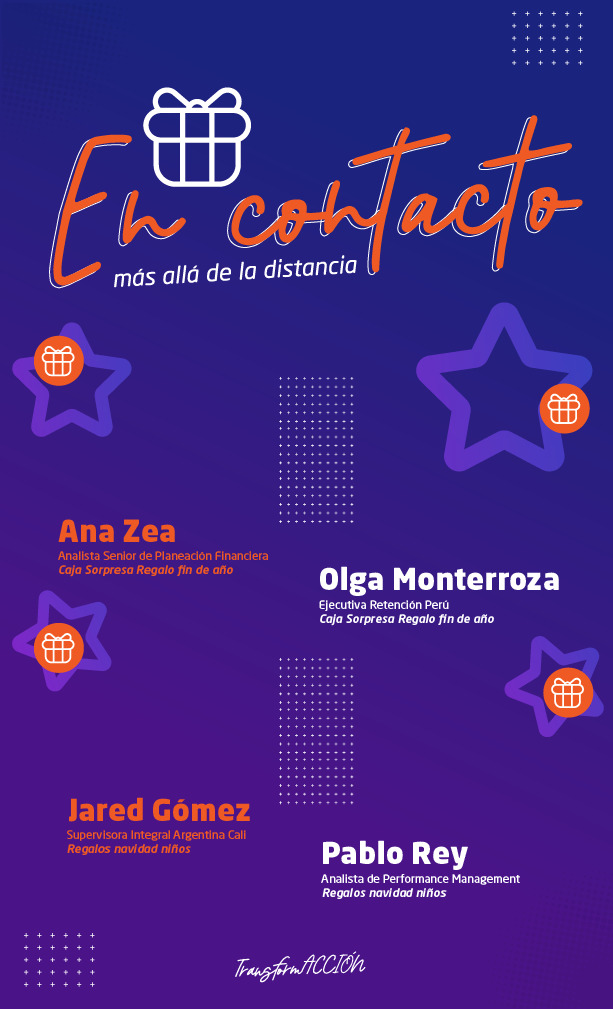 En contacto
más allá de la distancia
Ana Zea
Analista Senior de Planeación Financiera
Caja Sorpresa Regalo fin de año
Olga Monterroza
Ejecutiva Retención Perú
Caja Sorpresa Regalo fin de año
Jared Gómez
Supervisora Integral Argentina Cali
Regalos navidad niños
Pablo Rey
Analista de Performance Management
Regalos navidad niños
TransformACCIÓN